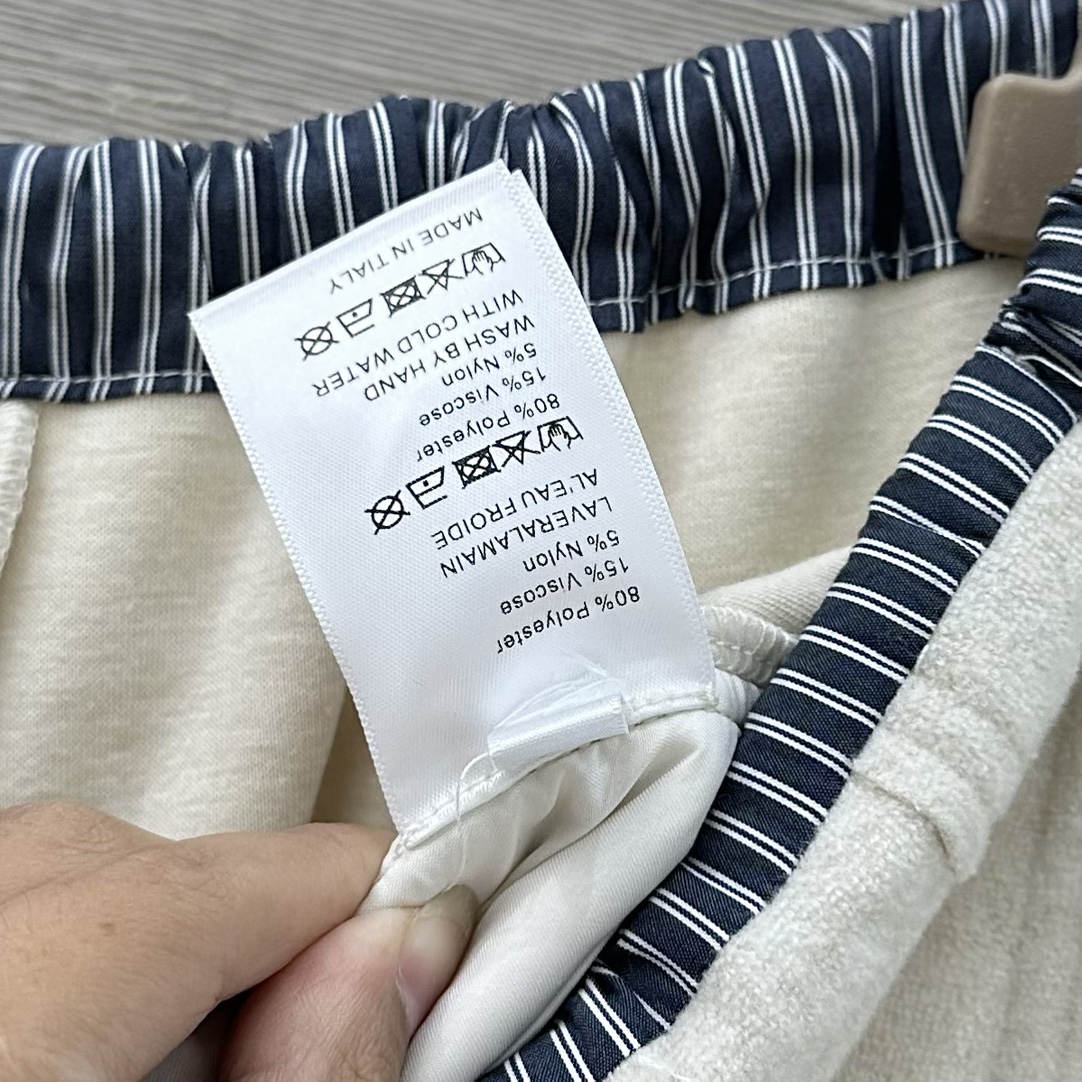 80% Polyester
15% Viscose
5% Nylon
LAVERALAMAIN
AL'EAU FROIDE
80% Polyester
15% Viscose
5% Nylon
WASH BY HAND
WITH COLD WATER
MADE IN TIALY